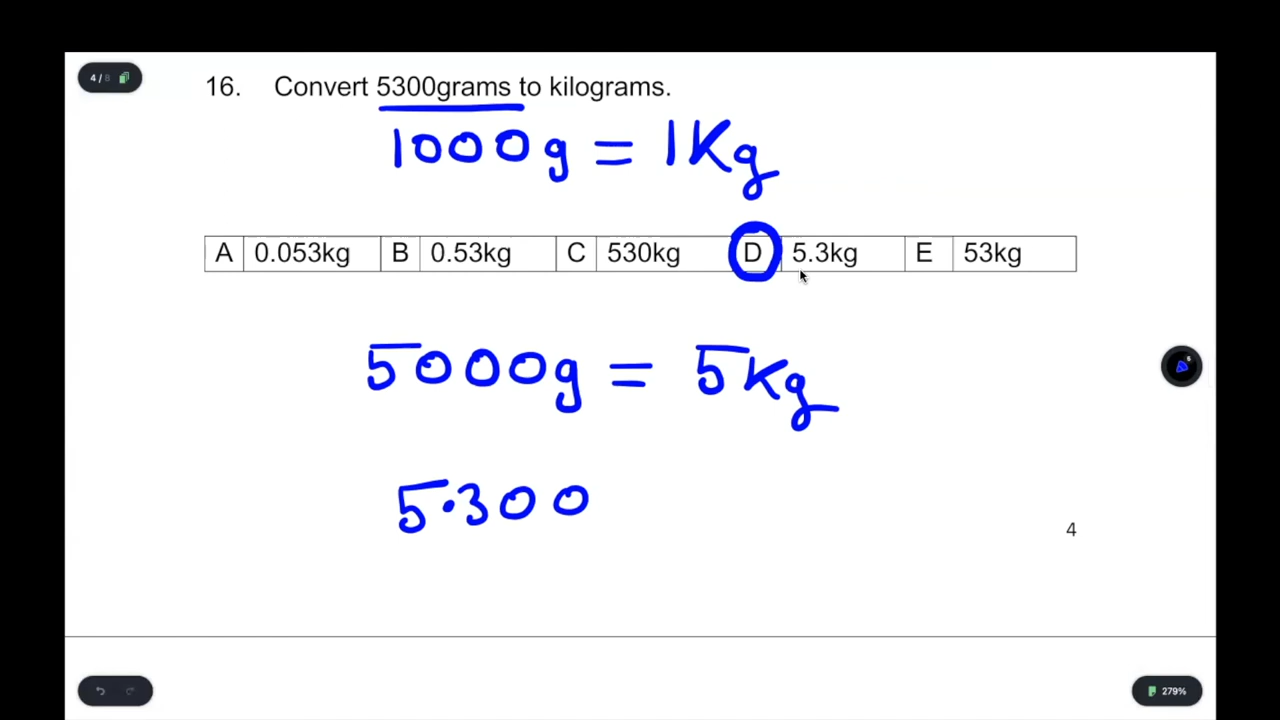 4/8
16. Convert 5300grams to kilograms.
1000g = 1Kg
A 0.053kg B 0.53kg C 530kg D 5.3kg E 53kg
5000g = 5Kg
5.300
4
279%